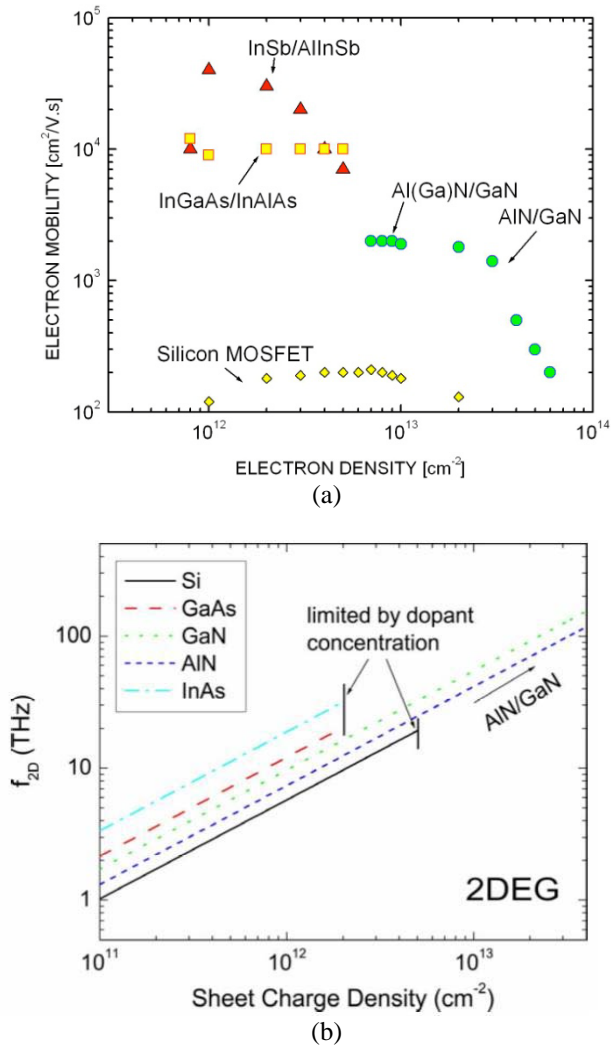 10^5
InSb/AlInSb
10^4
InGaAs/InAlAs
Al(Ga)N/GaN
AlN/GaN
10^3
Silicon MOSFET
10^2
10^12
10^13
10^14
ELECTRON MOBILITY [cm^2/V.s]
ELECTRON DENSITY [cm^-2]
(a)
Si
GaAs
GaN
AlN
InAs
limited by dopant
concentration
AlN/GaN
100
10
1
f_2D (THz)
2DEG
10^11
10^12
10^13
Sheet Charge Density (cm^-2)
(b)